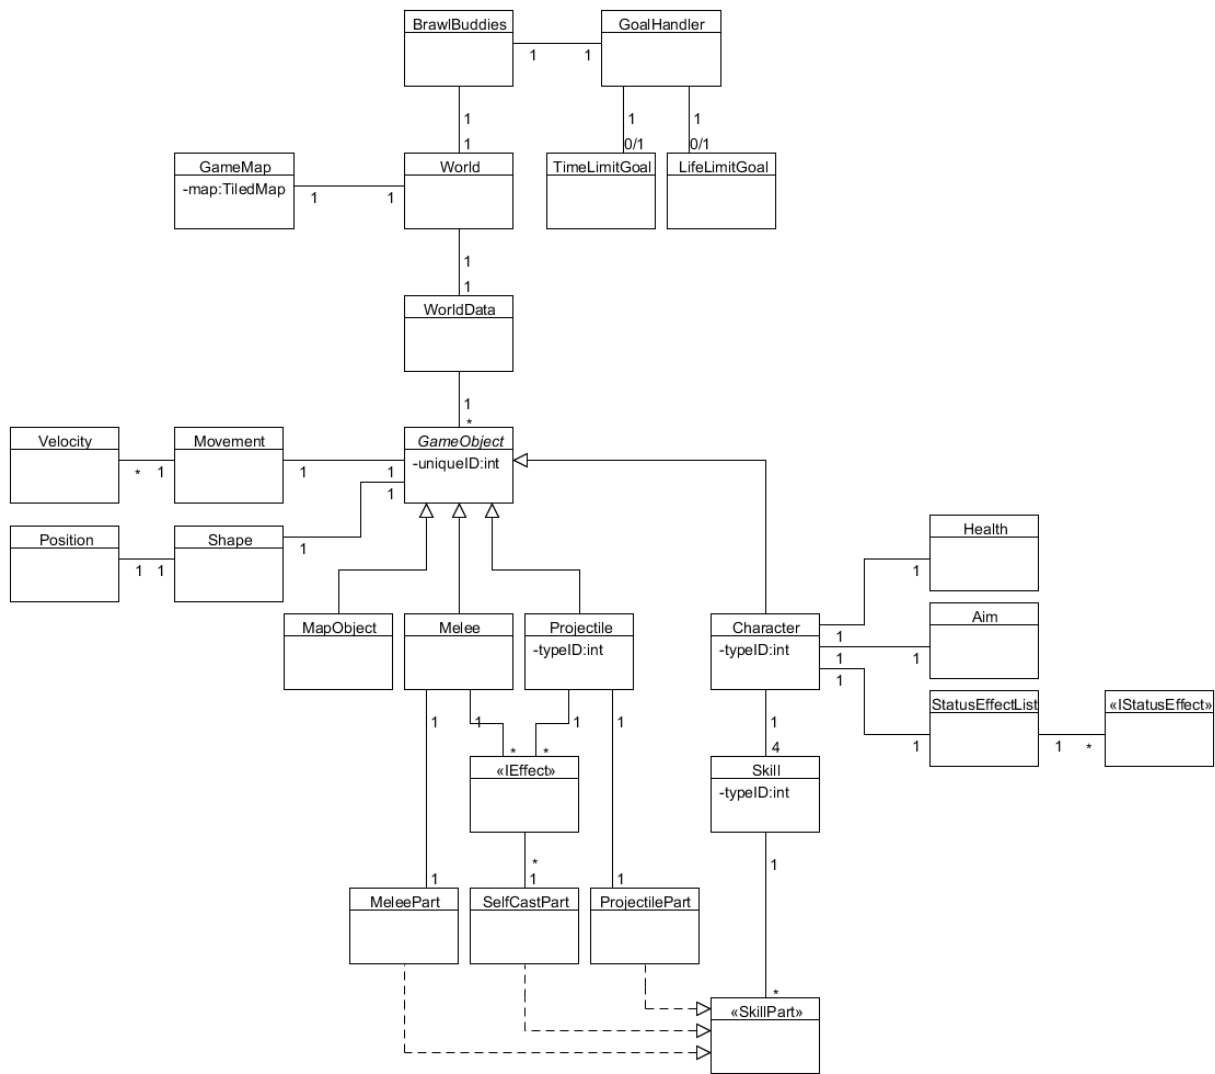 BrawlBuddies
GoalHandler
1 1
1 1 1
1 0/1 0/1
GameMap
-map:TiledMap
World
TimeLimitGoal
LifeLimitGoal
1 1
1
1
WorldData
1
*
Velocity
Movement
GameObject
-uniqueID:int
* 1 1 1
1
Position
Shape
1 1 1
Health
1
MapObject
Melee
Projectile
-typeID:int
Character
-typeID:int
Aim
1
1 1
1
StatusEffectList
«IStatusEffect»
1 1 1 1 1
1 1 *
* * 4
«IEffect»
Skill
-typeID:int
* 1
1 1 1
MeleePart
SelfCastPart
ProjectilePart
*
«SkillPart»